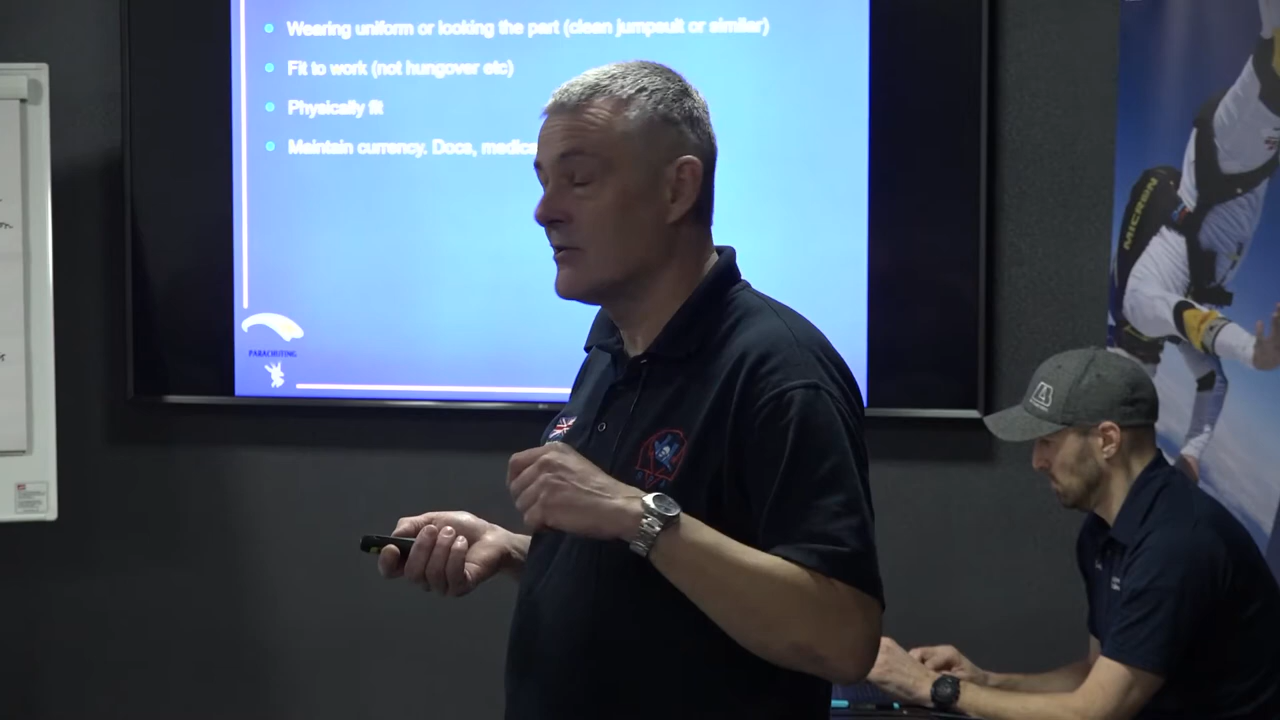 Wearing uniform or looking the part (clean jumpsuit or similar)
Fit to work (not hungover etc)
Physically fit
Maintain currency. Docs,
PARACHUTING
MICRON